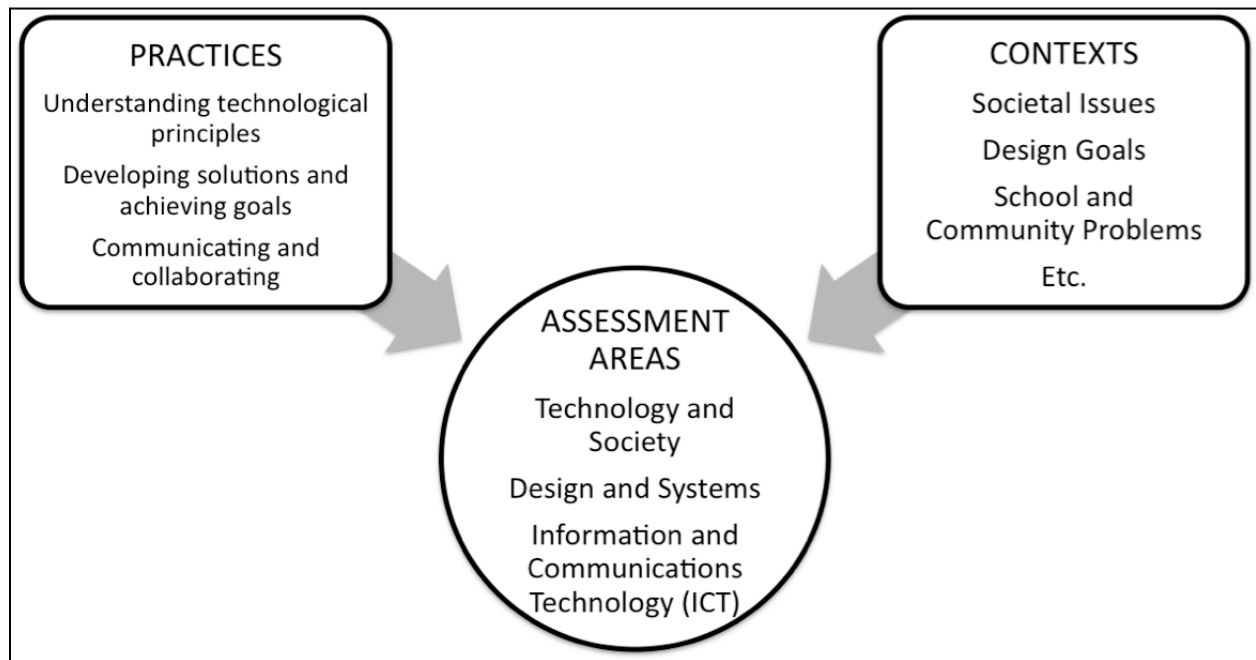 PRACTICES
Understanding technological
principles
Developing solutions and
achieving goals
Communicating and
collaborating
CONTEXTS
Societal Issues
Design Goals
School and
Community Problems
Etc.
ASSESSMENT
AREAS
Technology and
Society
Design and Systems
Information and
Communications
Technology (ICT)